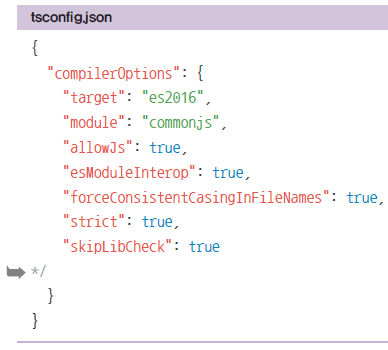 tsconfig.json
{
  "compilerOptions": {
    "target": "es2016",
    "module": "commonjs",
    "allowJs": true,
    "esModuleInterop": true,
    "forceConsistentCasingInFileNames": true,
    "strict": true,
    "skipLibCheck": true
*/
  }
}